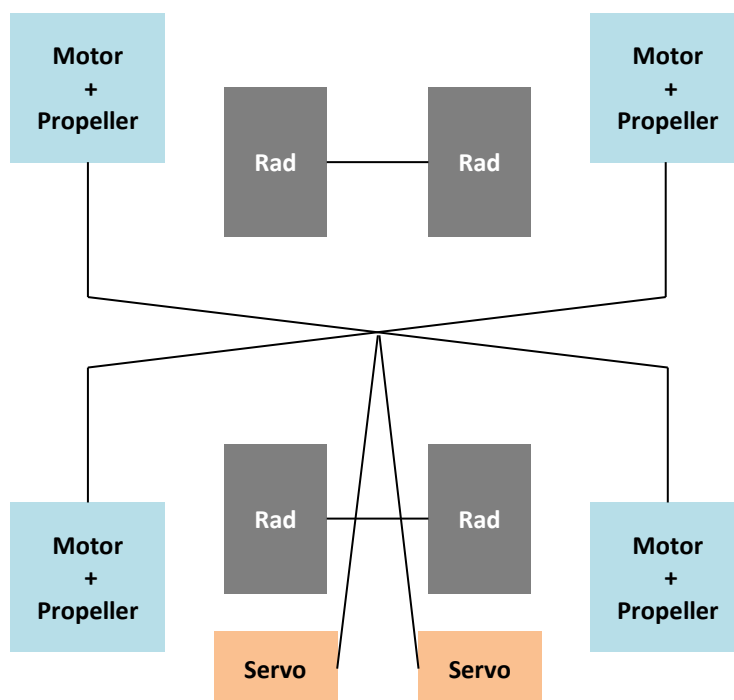 Motor
+
Propeller
Motor
+
Propeller
Rad
Rad
Rad
Rad
Motor
+
Propeller
Motor
+
Propeller
Servo
Servo